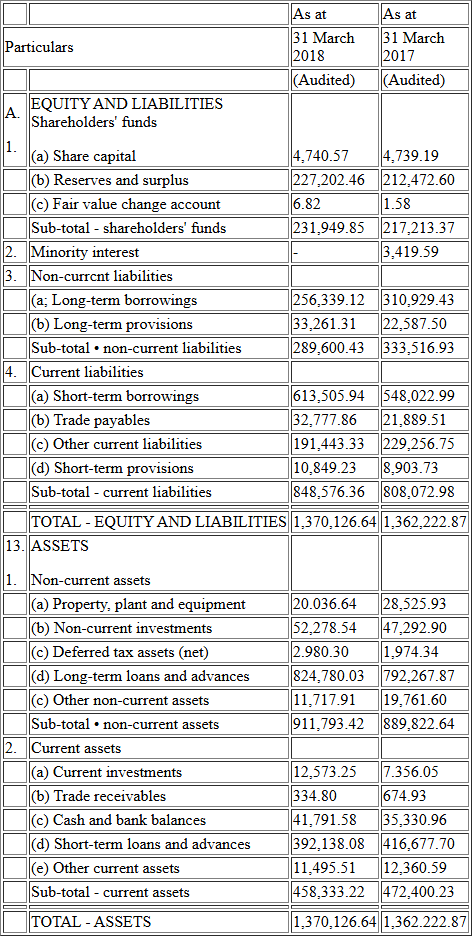 As at As at
Particulars 31 March 2018 31 March 2017
(Audited) (Audited)
A. EQUITY AND LIABILITIES
Shareholders' funds
1. (a) Share capital 4,740.57 4,739.19
(b) Reserves and surplus 227,202.46 212,472.60
(c) Fair value change account 6.82 1.58
Sub-total - shareholders' funds 231,949.85 217,213.37
2. Minority interest - 3,419.59
3. Non-currcnt liabilities
(a; Long-term borrowings 256,339.12 310,929.43
(b) Long-term provisions 33,261.31 22,587.50
Sub-total • non-current liabilities 289,600.43 333,516.93
4. Current liabilities
(a) Short-term borrowings 613,505.94 548,022.99
(b) Trade payables 32,777.86 21,889.51
(c) Other current liabilities 191,443.33 229,256.75
(d) Short-term provisions 10,849.23 8,903.73
Sub-total - current liabilities 848,576.36 808,072.98
TOTAL - EQUITY AND LIABILITIES 1,370,126.64 1,362,222.87
13. ASSETS
1. Non-current assets
(a) Property, plant and equipment 20.036.64 28,525.93
(b) Non-current investments 52,278.54 47,292.90
(c) Deferred tax assets (net) 2.980.30 1,974.34
(d) Long-term loans and advances 824,780.03 792,267.87
(c) Other non-current assets 11,717.91 19,761.60
Sub-total • non-current assets 911,793.42 889,822.64
2. Current assets
(a) Current investments 12,573.25 7.356.05
(b) Trade receivables 334.80 674.93
(c) Cash and bank balances 41,791.58 35,330.96
(d) Short-term loans and advances 392,138.08 416,677.70
(e) Other current assets 11,495.51 12,360.59
Sub-total - current assets 458,333.22 472,400.23
TOTAL - ASSETS 1,370,126.64 1,362.222.87